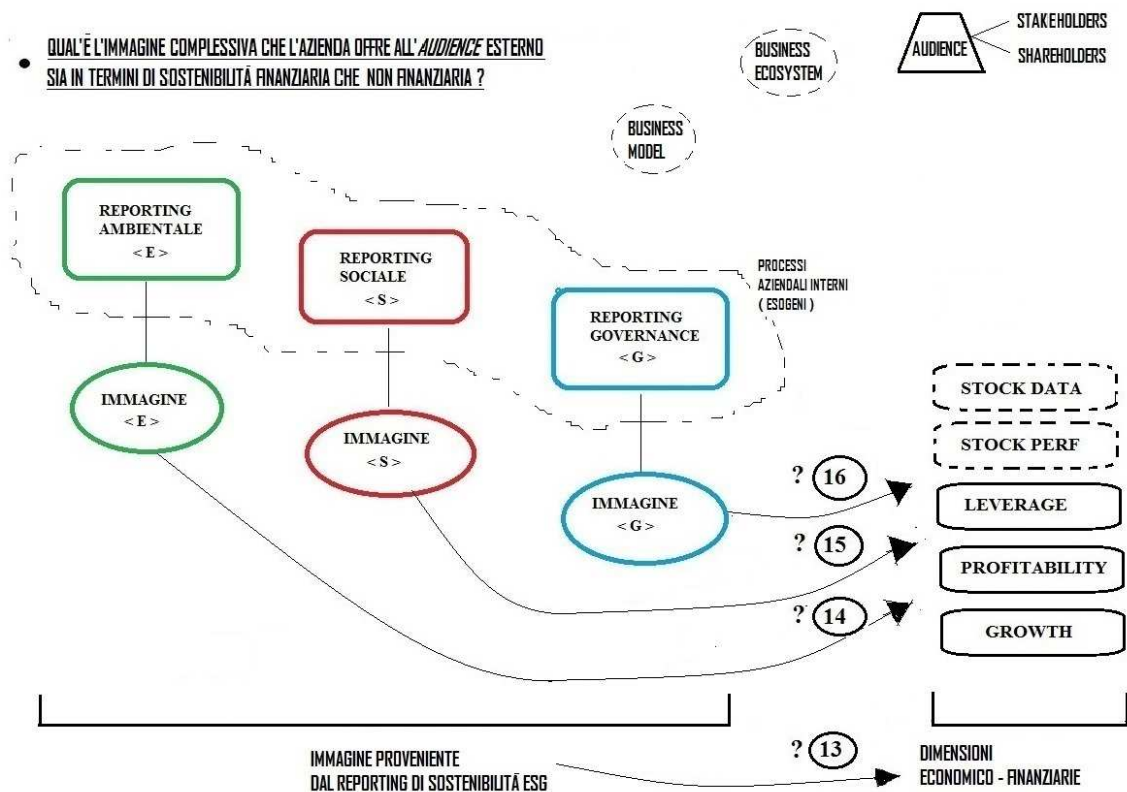 QUAL'È L'IMMAGINE COMPLESSIVA CHE L'AZIENDA OFFRE ALL'AUDIENCE ESTERNO
SIA IN TERMINI DI SOSTENIBILITÀ FINANZIARIA CHE NON FINANZIARIA ?
BUSINESS
ECOSYSTEM
AUDIENCE
STAKEHOLDERS
SHAREHOLDERS
BUSINESS
MODEL
REPORTING
AMBIENTALE
< E >
REPORTING
SOCIALE
< S >
REPORTING
GOVERNANCE
< G >
PROCESSI
AZIENDALI INTERNI
( ESOGENI )
IMMAGINE
< E >
IMMAGINE
< S >
IMMAGINE
< G >
? 16
? 15
? 14
STOCK DATA
STOCK PERF
LEVERAGE
PROFITABILITY
GROWTH
IMMAGINE PROVENIENTE
DAL REPORTING DI SOSTENIBILITÀ ESG
? 13
DIMENSIONI
ECONOMICO - FINANZIARIE